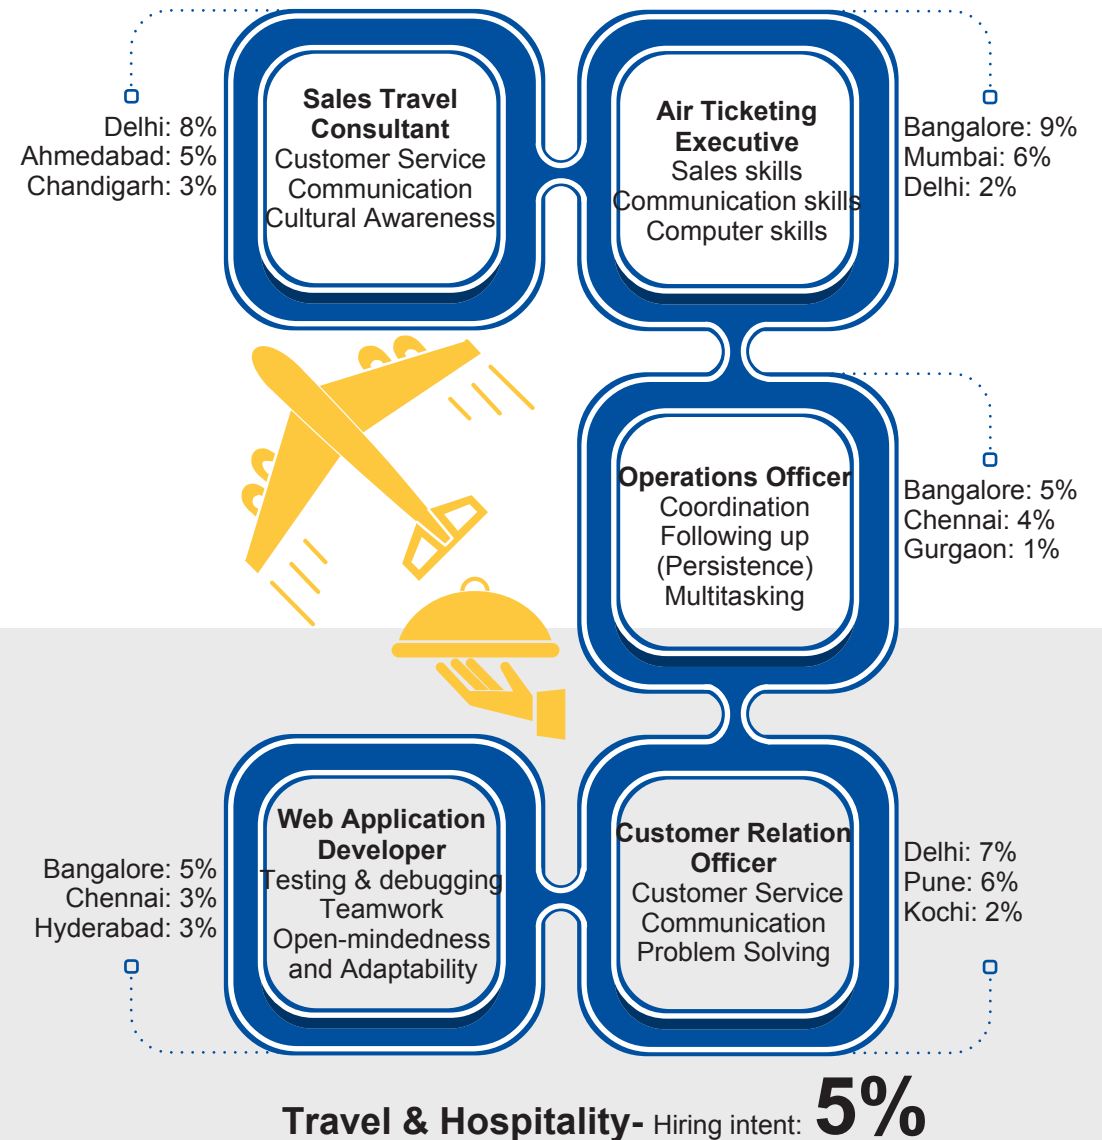 Sales Travel
Consultant
Customer Service
Communication
Cultural Awareness
Delhi: 8%
Ahmedabad: 5%
Chandigarh: 3%
Air Ticketing
Executive
Sales skills
Communication skills
Computer skills
Bangalore: 9%
Mumbai: 6%
Delhi: 2%
Operations Officer
Coordination
Following up
(Persistence)
Multitasking
Bangalore: 5%
Chennai: 4%
Gurgaon: 1%
Web Application
Developer
Testing & debugging
Teamwork
Open-mindedness
and Adaptability
Bangalore: 5%
Chennai: 3%
Hyderabad: 3%
Customer Relation
Officer
Customer Service
Communication
Problem Solving
Delhi: 7%
Pune: 6%
Kochi: 2%
Travel & Hospitality- Hiring intent: 5%